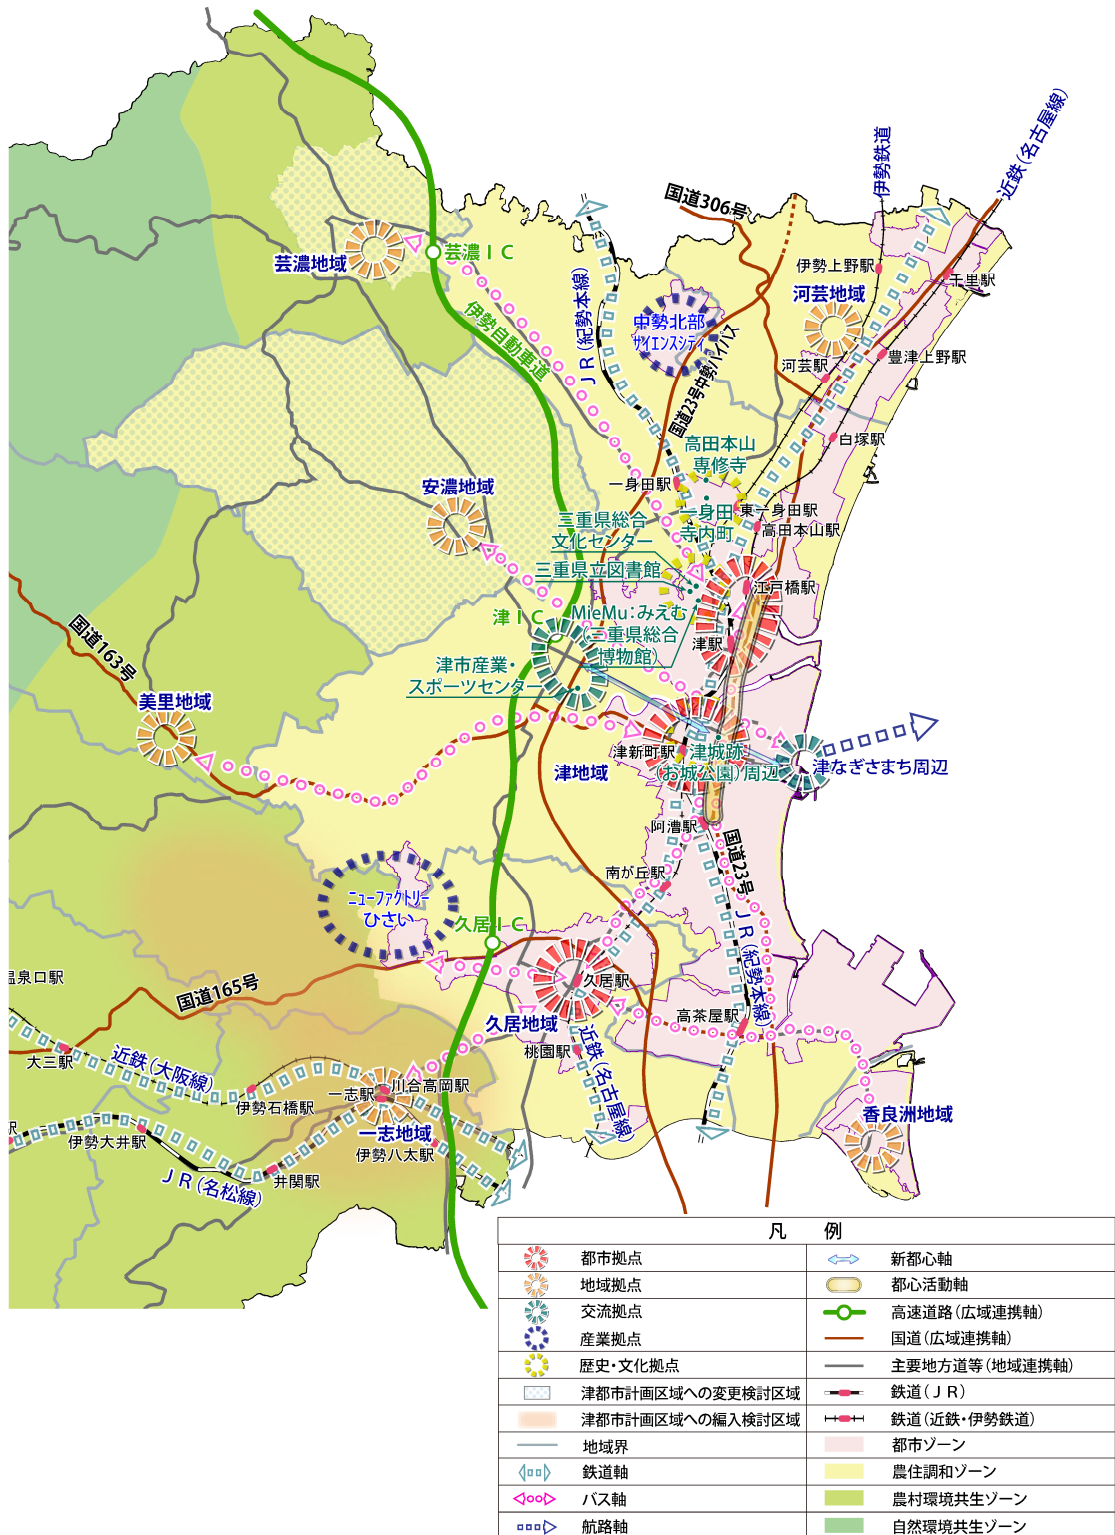 近鉄(名古屋線)
伊勢鉄道
国道306号
芸濃IC
芸濃地域
伊勢上野駅
千里駅
河芸地域
JR(紀勢本線)
中勢北部
サイエンスシティ
伊勢自動車道
国道23号中勢バイパス
河芸駅
豊津上野駅
白塚駅
高田本山
専修寺
一身田駅
安濃地域
一身田
寺内町
東一身田駅
高田本山駅
三重県総合
文化センター
三重県立図書館
江戸橋駅
津IC
MieMu:みえむ
(三重県総合
博物館)
津駅
国道163号
津市産業・
スポーツセンター
美里地域
津新町駅
津城跡
(お城公園)周辺
津なぎさまち周辺
津地域
阿漕駅
国道23号
南が丘駅
ニューファクトリー
ひさい
久居IC
JR(紀勢本線)
温泉口駅
国道165号
久居駅
久居地域
高茶屋駅
桃園駅
近鉄(名古屋線)
大三駅
近鉄(大阪線)
川合高岡駅
一志駅
伊勢石橋駅
香良洲地域
駅
伊勢大井駅
一志地域
伊勢八太駅
JR(名松線)
井関駅
凡 例
都市拠点
新都心軸
地域拠点
都心活動軸
交流拠点
高速道路(広域連携軸)
産業拠点
国道(広域連携軸)
歴史・文化拠点
主要地方道等(地域連携軸)
津都市計画区域への変更検討区域
鉄道(JR)
津都市計画区域への編入検討区域
鉄道(近鉄・伊勢鉄道)
地域界
都市ゾーン
鉄道軸
農住調和ゾーン
バス軸
農村環境共生ゾーン
航路軸
自然環境共生ゾーン